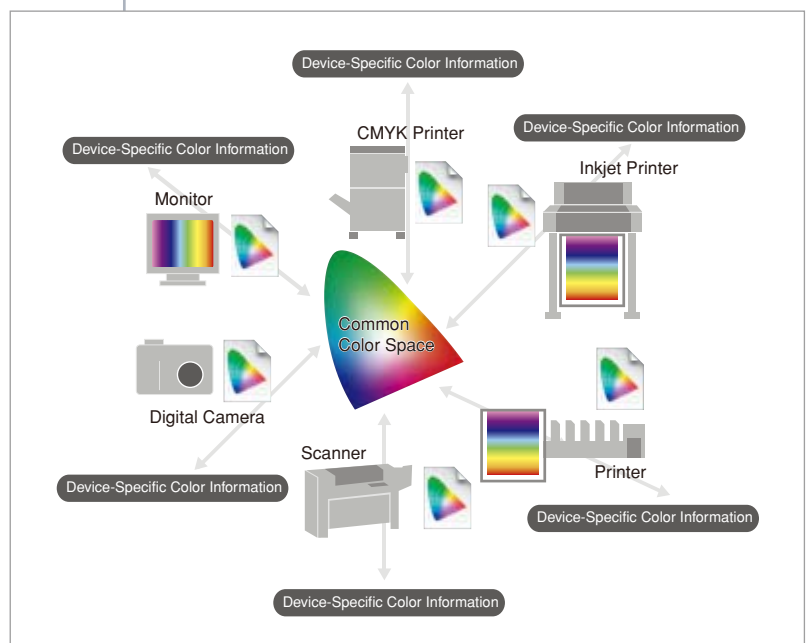 Device-Specific Color Information
CMYK Printer
Device-Specific Color Information
Inkjet Printer
Device-Specific Color Information
Monitor
Common
Color Space
Digital Camera
Device-Specific Color Information
Scanner
Printer
Device-Specific Color Information
Device-Specific Color Information